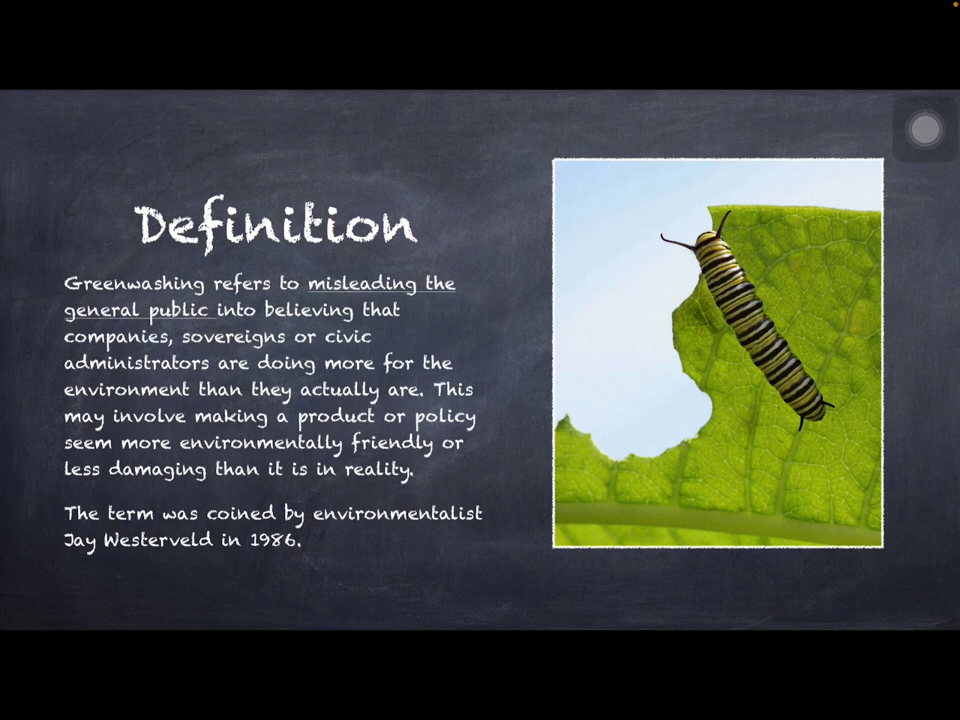 Definition
Greenwashing refers to misleading the
general public into believing that
companies, sovereigns or civic
administrators are doing more for the
environment than they actually are. This
may involve making a product or policy
seem more environmentally friendly or
less damaging than it is in reality.
The term was coined by environmentalist
Jay Westerveld in 1986.